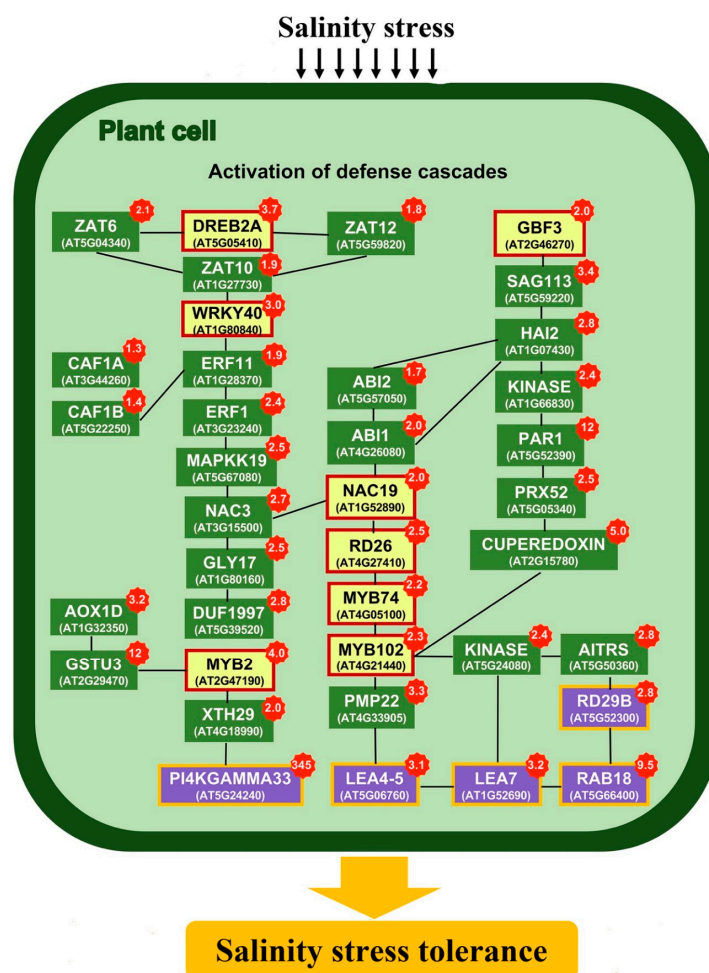 Salinity stress
Plant cell
Activation of defense cascades
2.1
ZAT6
(AT5G04340)
3.7
DREB2A
(AT5G05410)
1.8
ZAT12
(AT5G59820)
2.0
GBF3
(AT2G46270)
1.9
ZAT10
(AT1G27730)
3.4
SAG113
(AT5G59220)
3.0
WRKY40
(AT1G80840)
2.8
HAI2
(AT1G07430)
1.3
CAF1A
(AT3G44260)
1.9
ERF11
(AT1G28370)
1.7
ABI2
(AT5G57050)
2.4
KINASE
(AT1G66830)
1.4
CAF1B
(AT5G22250)
2.4
ERF1
(AT3G23240)
2.0
ABI1
(AT4G26080)
12
PAR1
(AT5G52390)
2.5
MAPKK19
(AT5G67080)
2.0
NAC19
(AT1G52890)
2.5
PRX52
(AT5G05340)
2.7
NAC3
(AT3G15500)
2.5
RD26
(AT4G27410)
5.0
CUPEREDOXIN
(AT2G15780)
2.5
GLY17
(AT1G80160)
2.2
MYB74
(AT4G05100)
3.2
AOX1D
(AT1G32350)
2.8
DUF1997
(AT5G39520)
2.3
MYB102
(AT4G21440)
2.4
KINASE
(AT5G24080)
2.8
AITRS
(AT5G50360)
12
GSTU3
(AT2G29470)
4.0
MYB2
(AT2G47190)
3.3
PMP22
(AT4G33905)
2.8
RD29B
(AT5G52300)
2.0
XTH29
(AT4G18990)
345
PI4KGAMMA33
(AT5G24240)
3.1
LEA4-5
(AT5G06760)
3.2
LEA7
(AT1G52690)
9.5
RAB18
(AT5G66400)
Salinity stress tolerance